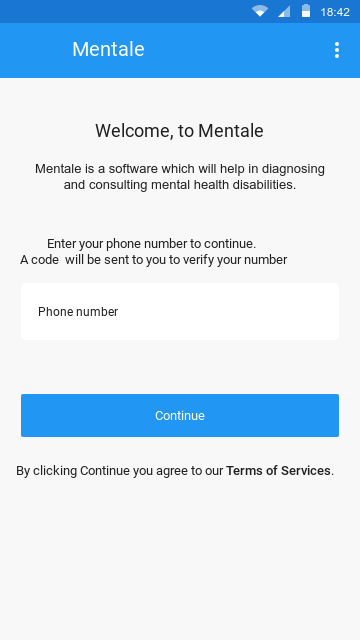 18:42
Mentale
Welcome, to Mentale
Mentale is a software which will help in diagnosing
and consulting mental health disabilities.
Enter your phone number to continue.
A code  will be sent to you to verify your number
Phone number
Continue
By clicking Continue you agree to our Terms of Services.